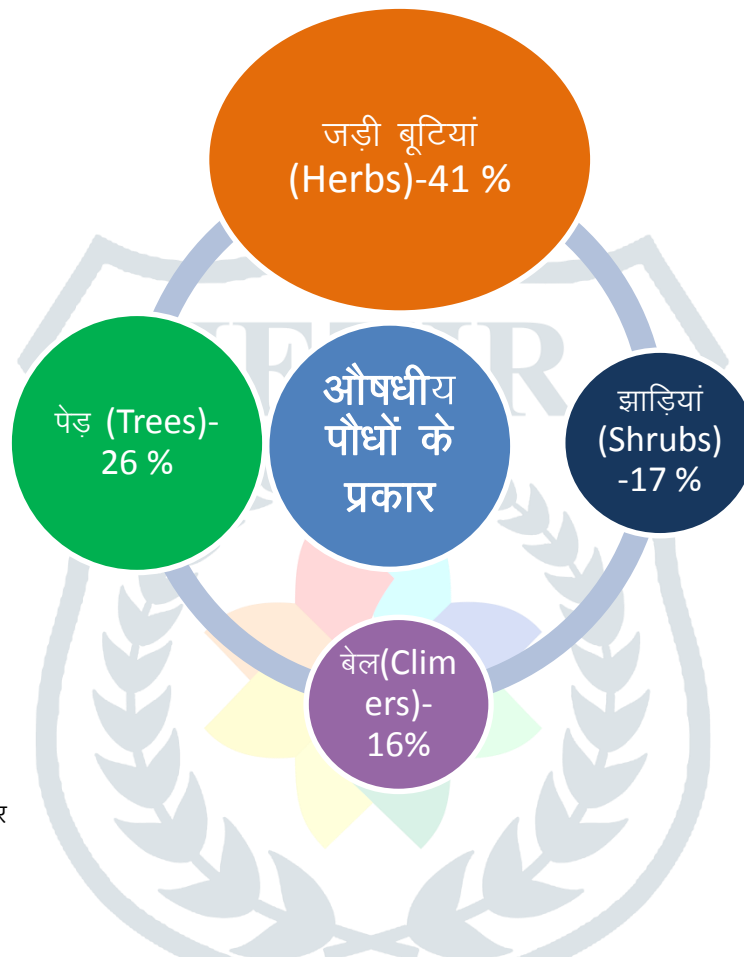 जड़ी बूटियां
(Herbs)-41 %
पेड़ (Trees)-
26 %
औषधीय
पौधों के
प्रकार
झाड़ियां
(Shrubs)
-17 %
बेल(Clim
ers)-
16%
र